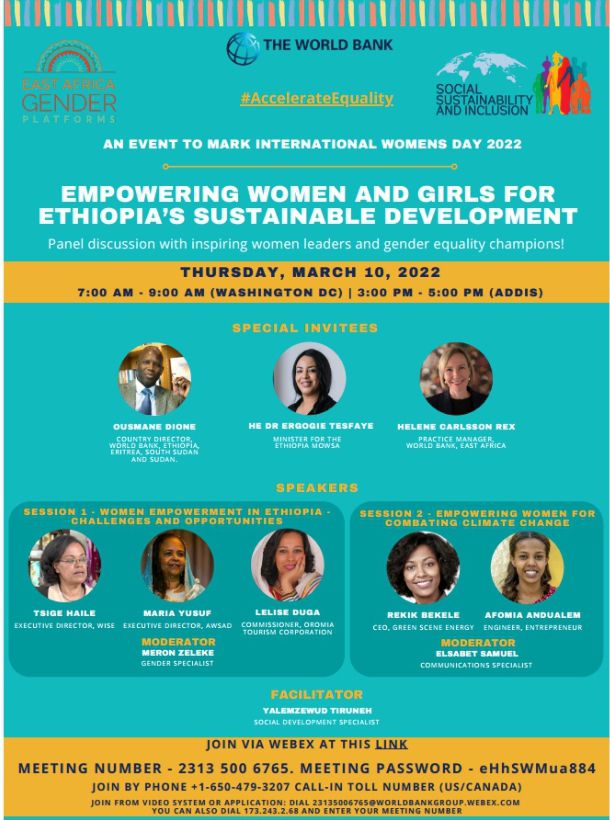 EAST AFRICA
GENDER
PLATFORMS
THE WORLD BANK
#AccelerateEquality
SOCIAL
SUSTAINABILITY
AND INCLUSION
AN EVENT TO MARK INTERNATIONAL WOMENS DAY 2022
EMPOWERING WOMEN AND GIRLS FOR
ETHIOPIA'S SUSTAINABLE DEVELOPMENT
Panel discussion with inspiring women leaders and gender equality champions!
THURSDAY, MARCH 10, 2022
7:00 AM - 9:00 AM (WASHINGTON DC) | 3:00 PM - 5:00 PM (ADDIS)
SPECIAL INVITEES
OUSMANE DIONE
COUNTRY DIRECTOR,
WORLD BANK, ETHIOPIA,
ERITREA, SOUTH SUDAN
AND SUDAN.
HE DR ERGOGIE TESFAYE
MINISTER FOR THE
ETHIOPIA MOWSA
HELENE CARLSSON REX
PRACTICE MANAGER,
WORLD BANK, EAST AFRICA
SPEAKERS
SESSION 1 - WOMEN EMPOWERMENT IN ETHIOPIA -
CHALLENGES AND OPPORTUNITIES
TSIGE HAILE
EXECUTIVE DIRECTOR, WISE
MARIA YUSUF
EXECUTIVE DIRECTOR, AWSAD
LELISE DUGA
COMMISSIONER, OROMIA
TOURISM CORPORATION
MODERATOR
MERON ZELEKE
GENDER SPECIALIST
SESSION 2 - EMPOWERING WOMEN FOR
COMBATING CLIMATE CHANGE
REKIK BEKELE
CEO, GREEN SCENE ENERGY
AFOMIA ANDUALEM
ENGINEER, ENTREPRENEUR
MODERATOR
ELSABET SAMUEL
COMMUNICATIONS SPECIALIST
FACILITATOR
YALEMZEWUD TIRUNEH
SOCIAL DEVELOPMENT SPECIALIST
JOIN VIA WEBEX AT THIS LINK
MEETING NUMBER - 2313 500 6765. MEETING PASSWORD - eHhSWMua884
JOIN BY PHONE +1-650-479-3207 CALL-IN TOLL NUMBER (US/CANADA)
JOIN FROM VIDEO SYSTEM OR APPLICATION: DIAL 23135006765@WORLDBANKGROUP.WEBEX.COM
YOU CAN ALSO DIAL 173.243.2.68 AND ENTER YOUR MEETING NUMBER